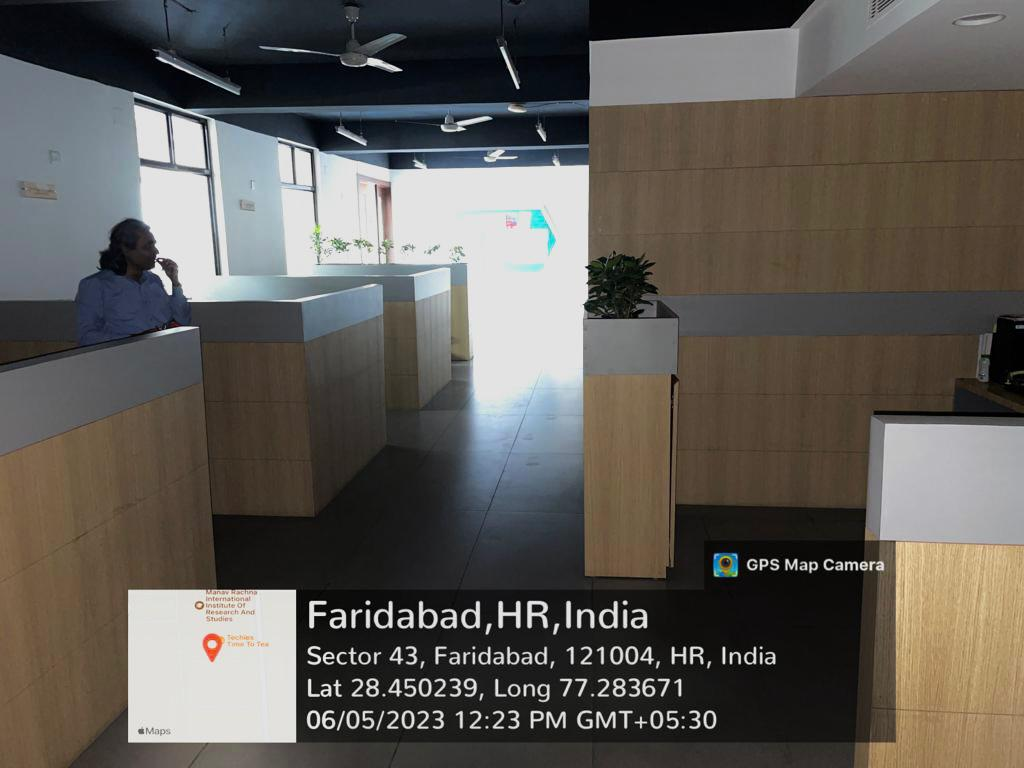 GPS Map Camera
Manav Rachna
International
Institute Of
Research And
Studies
Techies
Time To Tea
Maps
Faridabad,HR,India
Sector 43, Faridabad, 121004, HR, India
Lat 28.450239, Long 77.283671
06/05/2023 12:23 PM GMT+05:30